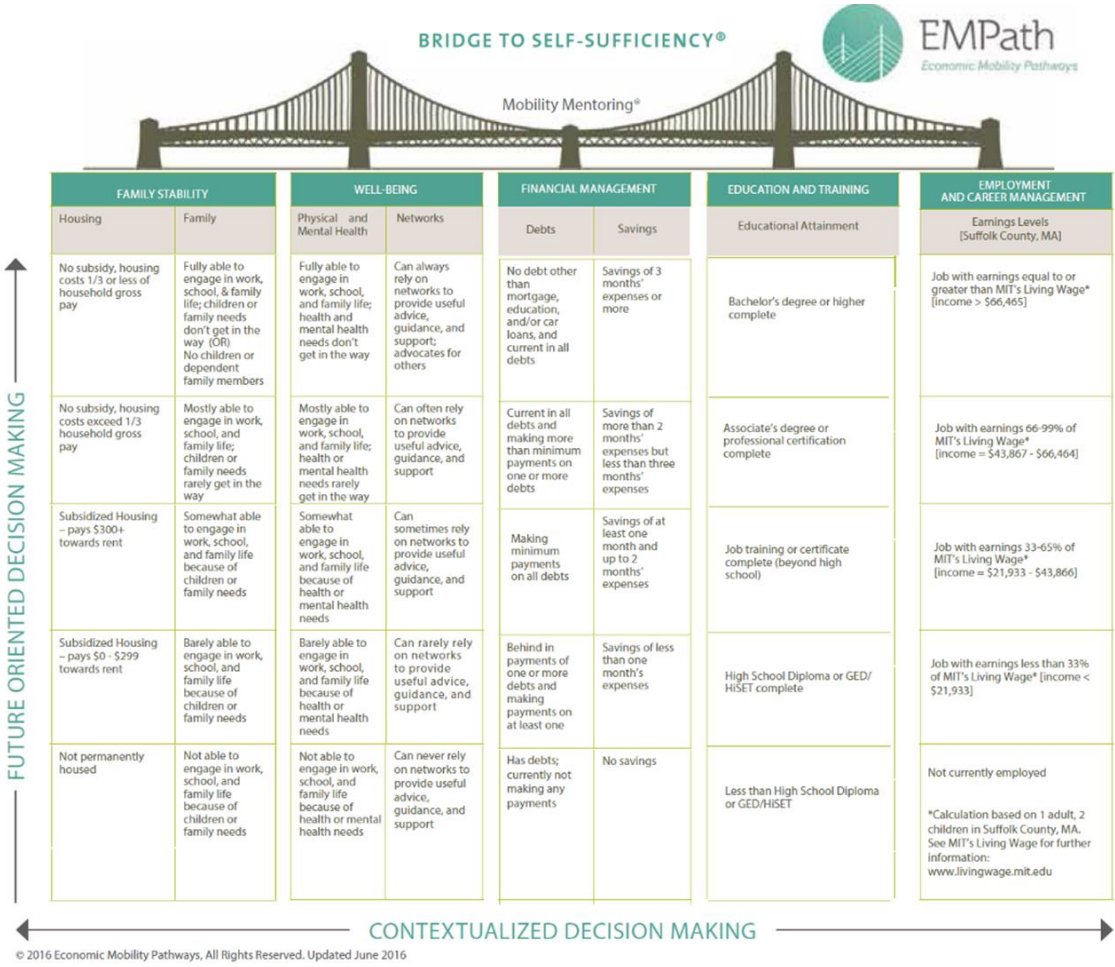 BRIDGE TO SELF-SUFFICIENCY®
EMPath
Economic Mobility Pathways
Mobility Mentoring®
FAMILY STABILITY
WELL-BEING
FINANCIAL MANAGEMENT
EDUCATION AND TRAINING
EMPLOYMENT
AND CAREER MANAGEMENT
Housing
Family
Physical and
Mental Health
Networks
Debts
Savings
Educational Attainment
Earnings Levels
[Suffolk County, MA]
No subsidy, housing
costs 1/3 or less of
household gross
pay
Fully able to
engage in work,
school, & family
life; children or
family needs
don't get in the
way (OR)
No children or
dependent
family members
Fully able to
engage in
work, school,
and family life;
health and
mental health
needs don't
get in the way
Can always
rely on
networks to
provide useful
advice,
guidance, and
support;
advocates for
others
No debt other
than
mortgage,
education,
and/or car
loans, and
current in all
debts
Savings of 3
months'
expenses or
more
Bachelor's degree or higher
complete
Job with earnings equal to or
greater than MIT's Living Wage*
[income > $66,465]
No subsidy, housing
costs exceed 1/3
household gross
pay
Mostly able to
engage in work,
school, and
family life;
children or
family needs
rarely get in the
way
Mostly able to
engage in
work, school,
and family life;
health or
mental health
needs rarely
get in the way
Can often rely
on networks
to provide
useful advice,
guidance, and
support
Current in all
debts and
making more
than minimum
payments on
one or more
debts
Savings of
more than 2
months'
expenses but
less than three
months'
expenses
Associate's degree or
professional certification
complete
Job with earnings 66-99% of
MIT's Living Wage*
[income = $43,867 - $66,464]
Subsidized Housing
– pays $300+
towards rent
Somewhat able
to engage in
work, school,
and family life
because of
children or
family needs
Somewhat
able to
engage in
work, school,
and family life
because of
health or
mental health
needs
Can
sometimes rely
on networks to
provide useful
advice,
guidance, and
support
Making
minimum
payments
on all debts
Savings of at
least one
month and
up to 2
months'
expenses
Job training or certificate
complete (beyond high
school)
Job with earnings 33-65% of
MIT's Living Wage*
[income = $21,933 - $43,866]
Subsidized Housing
– pays $0 - $299
towards rent
Barely able to
engage in work,
school, and
family life
because of
children or
family needs
Barely able to
engage in
work, school,
and family life
because of
health or
mental health
needs
Can rarely rely
on networks
to provide
useful advice,
guidance, and
support
Behind in
payments of
one or more
debts and
making
payments on
at least one
Savings of less
than one
month's
expenses
High School Diploma or GED/
HiSET complete
Job with earnings less than 33%
of MIT's Living Wage* [income <
$21,933]
Not permanently
housed
Not able to
engage in work,
school, and
family life
because of
children or
family needs
Not able to
engage in work,
school, and
family life
because of
health or mental
health needs
Can never rely
on networks
to provide useful
advice,
guidance, and
support
Has debts;
currently not
making any
payments
No savings
Less than High School Diploma
or GED/HiSET
Not currently employed
*Calculation based on 1 adult, 2
children in Suffolk County, MA.
See MIT's Living Wage for further
information:
www.livingwage.mit.edu
FUTURE ORIENTED DECISION MAKING
CONTEXTUALIZED DECISION MAKING
© 2016 Economic Mobility Pathways, All Rights Reserved. Updated June 2016